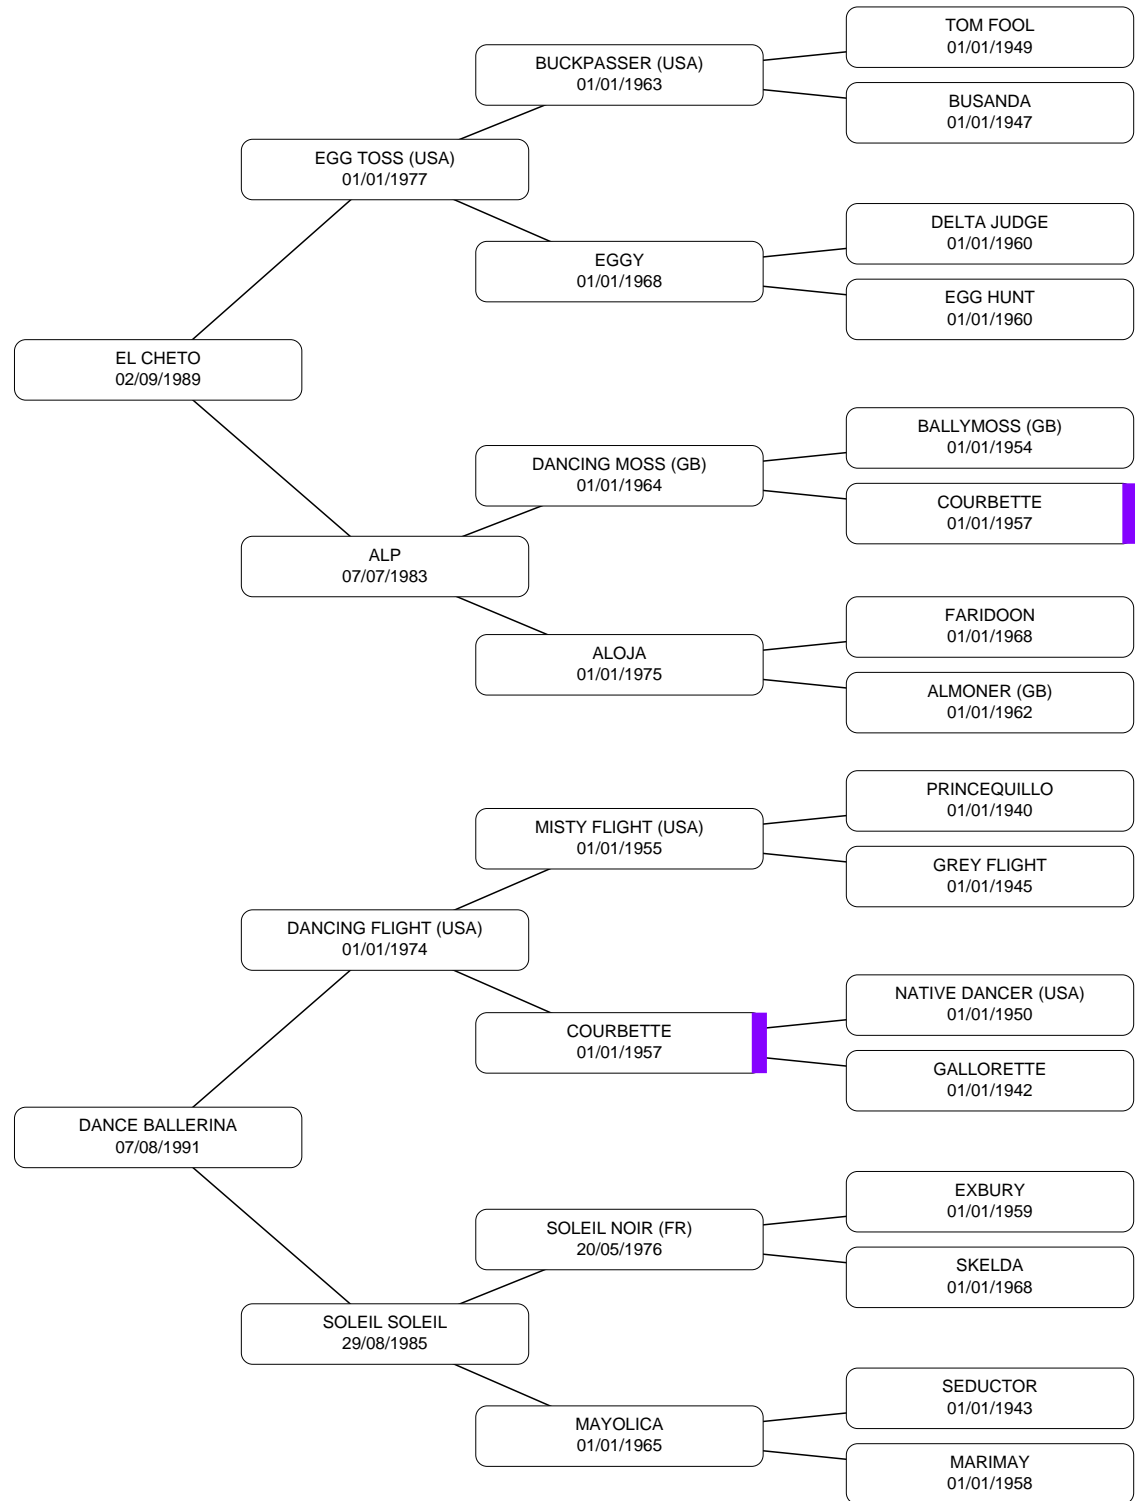 TOM FOOL
01/01/1949
BUCKPASSER (USA)
01/01/1963
BUSANDA
01/01/1947
EGG TOSS (USA)
01/01/1977
DELTA JUDGE
01/01/1960
EGGY
01/01/1968
EGG HUNT
01/01/1960
EL CHETO
02/09/1989
BALLYMOSS (GB)
01/01/1954
DANCING MOSS (GB)
01/01/1964
COURBETTE
01/01/1957
ALP
07/07/1983
FARIDOON
01/01/1968
ALOJA
01/01/1975
ALMONER (GB)
01/01/1962
PRINCEQUILLO
01/01/1940
MISTY FLIGHT (USA)
01/01/1955
GREY FLIGHT
01/01/1945
DANCING FLIGHT (USA)
01/01/1974
NATIVE DANCER (USA)
01/01/1950
COURBETTE
01/01/1957
GALLORETTE
01/01/1942
DANCE BALLERINA
07/08/1991
EXBURY
01/01/1959
SOLEIL NOIR (FR)
20/05/1976
SKELDA
01/01/1968
SOLEIL SOLEIL
29/08/1985
SEDUCTOR
01/01/1943
MAYOLICA
01/01/1965
MARIMAY
01/01/1958